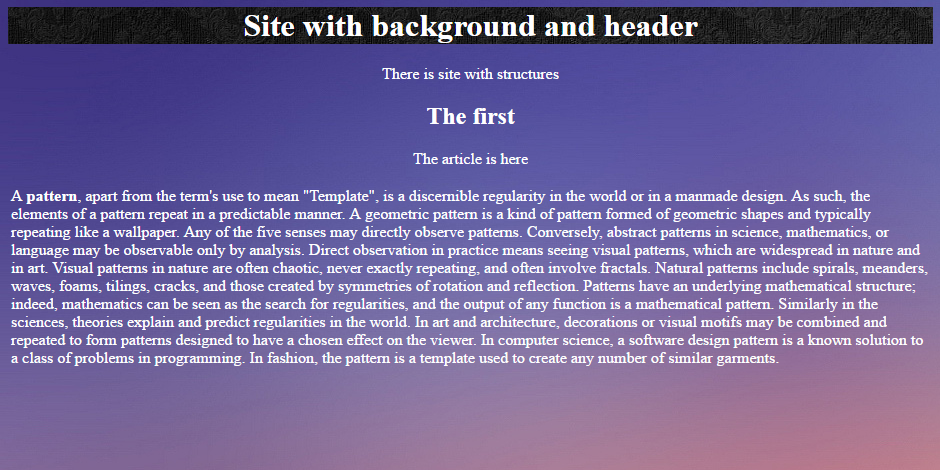 Site with background and header
There is site with structures
The first
The article is here
A pattern, apart from the term's use to mean "Template", is a discernible regularity in the world or in a manmade design. As such, the
elements of a pattern repeat in a predictable manner. A geometric pattern is a kind of pattern formed of geometric shapes and typically
repeating like a wallpaper. Any of the five senses may directly observe patterns. Conversely, abstract patterns in science, mathematics, or
language may be observable only by analysis. Direct observation in practice means seeing visual patterns, which are widespread in nature and
in art. Visual patterns in nature are often chaotic, never exactly repeating, and often involve fractals. Natural patterns include spirals, meanders,
waves, foams, tilings, cracks, and those created by symmetries of rotation and reflection. Patterns have an underlying mathematical structure;
indeed, mathematics can be seen as the search for regularities, and the output of any function is a mathematical pattern. Similarly in the
sciences, theories explain and predict regularities in the world. In art and architecture, decorations or visual motifs may be combined and
repeated to form patterns designed to have a chosen effect on the viewer. In computer science, a software design pattern is a known solution to
a class of problems in programming. In fashion, the pattern is a template used to create any number of similar garments.